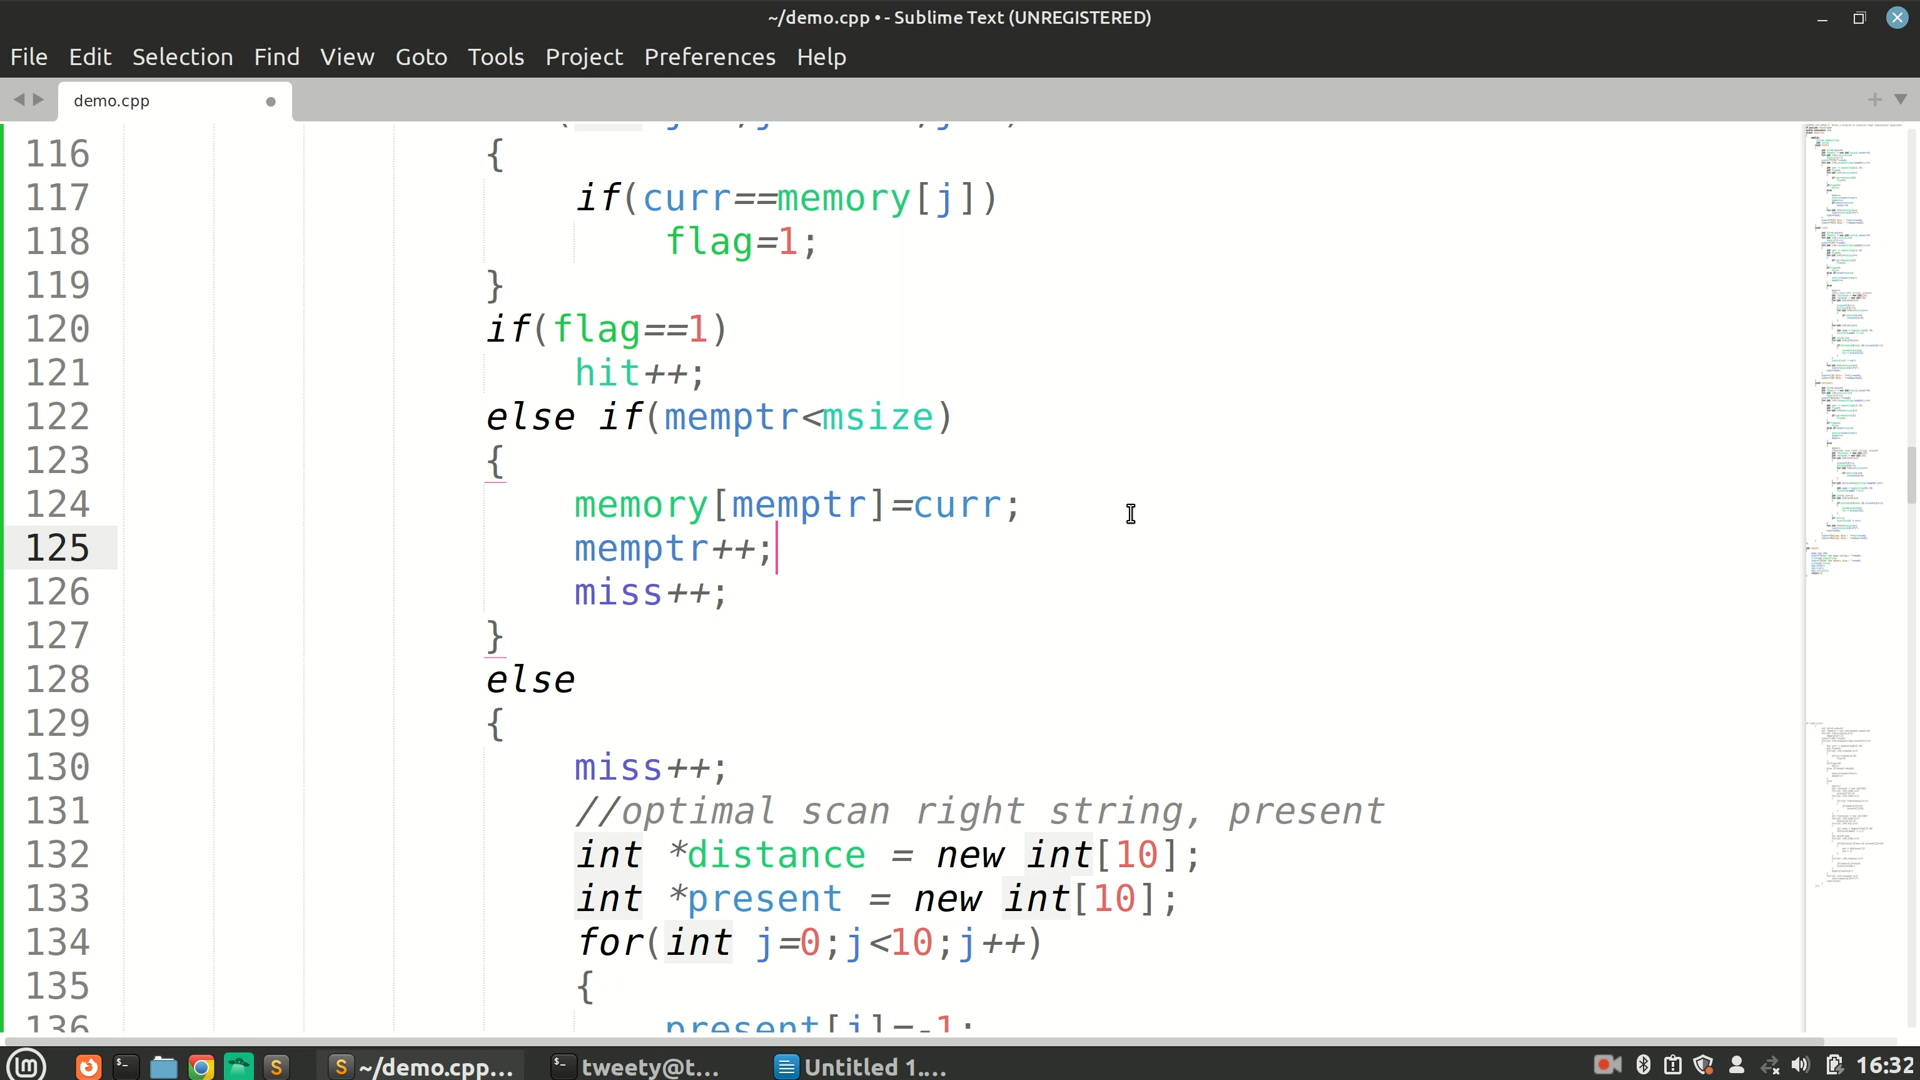 ~/demo.cpp • - Sublime Text (UNREGISTERED)
File Edit Selection Find View Goto Tools Project Preferences Help
demo.cpp
116 {
117 if(curr==memory[j])
118 flag=1;
119 }
120 if(flag==1)
121 hit++;
122 else if(memptr<msize)
123 {
124 memory[memptr]=curr;
125 memptr++;
126 miss++;
127 }
128 else
129 {
130 miss++;
131 //optimal scan right string, present
132 int *distance = new int[10];
133 int *present = new int[10];
134 for(int j=0;j<10;j++)
135 {
136 present[j]=-1;
~/demo.cpp... tweety@t... Untitled 1.... 16:32